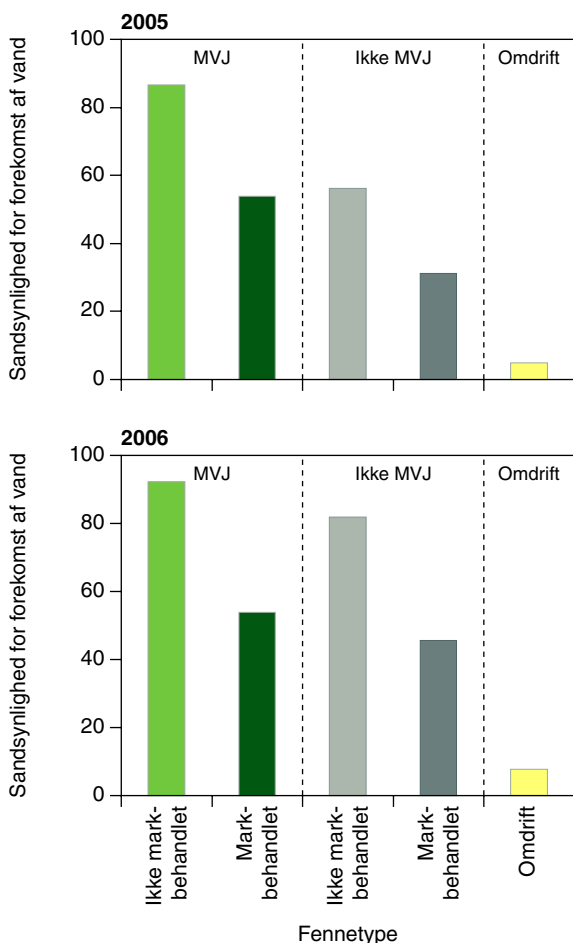 2005
MVJ
Ikke MVJ
Omdrift
Sandsynlighed for forekomst af vand
100
80
60
40
20
0
2006
MVJ
Ikke MVJ
Omdrift
Sandsynlighed for forekomst af vand
100
80
60
40
20
0
Ikke mark-
behandlet
Mark-
behandlet
Ikke mark-
behandlet
Mark-
behandlet
Omdrift
Fennetype